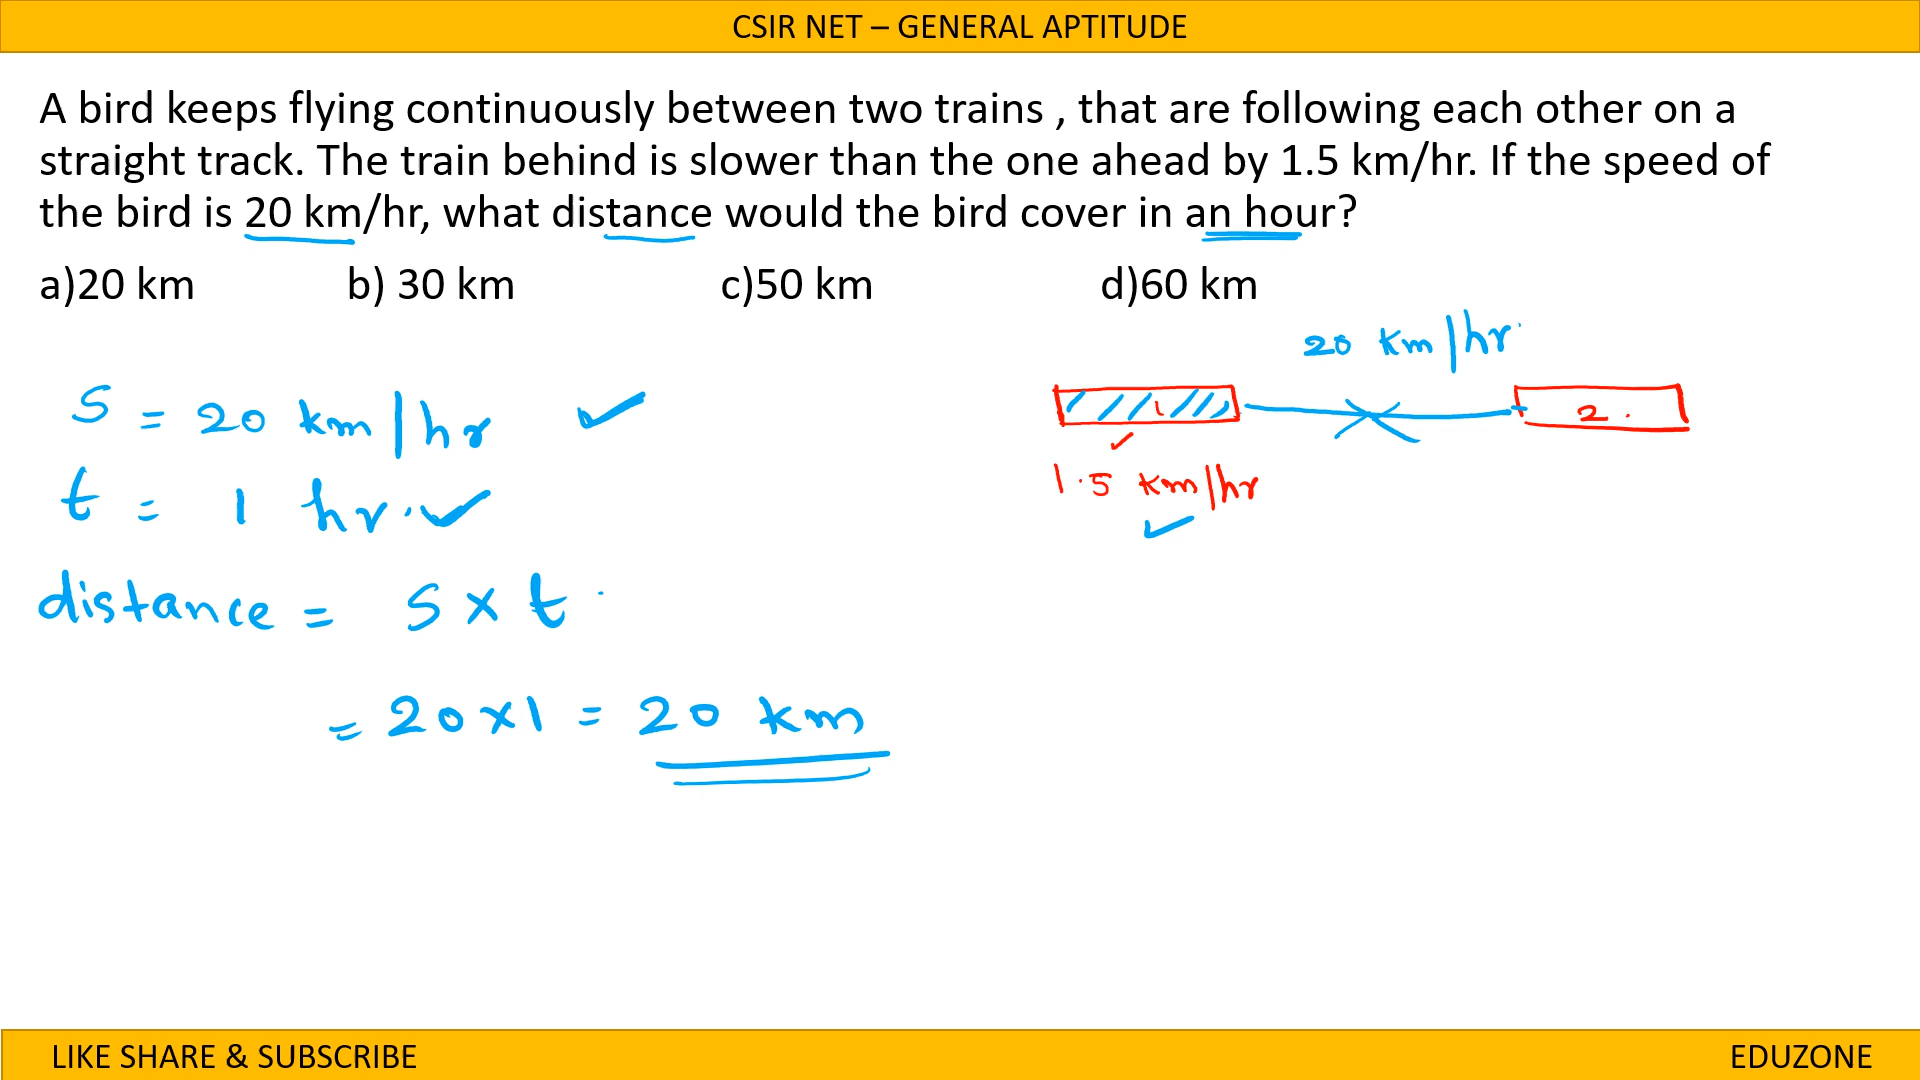 CSIR NET – GENERAL APTITUDE
A bird keeps flying continuously between two trains , that are following each other on a
straight track. The train behind is slower than the one ahead by 1.5 km/hr. If the speed of
the bird is 20 km/hr, what distance would the bird cover in an hour?
a)20 km b) 30 km c)50 km d)60 km
20 km/hr.
1 2.
1.5 km/hr
S = 20 km/hr
t = 1 hr.
distance = s x t.
= 20 x 1 = 20 km
LIKE SHARE & SUBSCRIBE EDUZONE